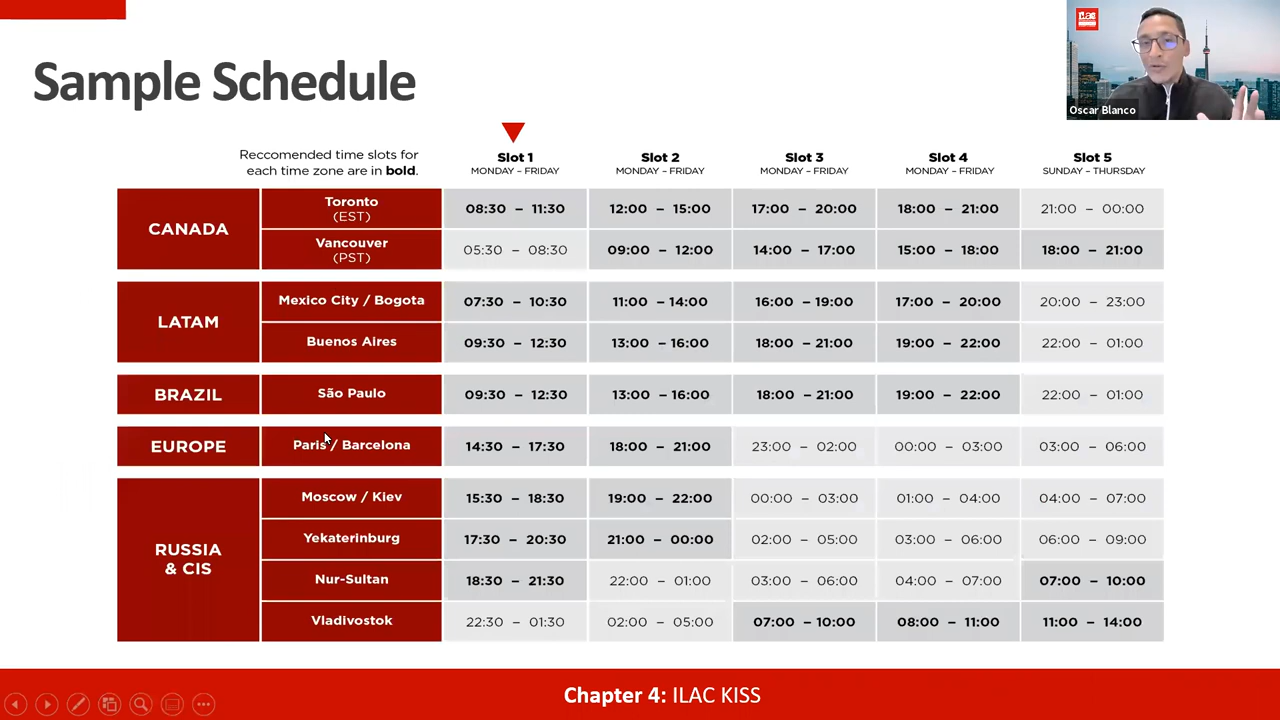 Sample Schedule
ilac
Oscar Blanco
Reccomended time slots for
each time zone are in bold.
Slot 1
MONDAY – FRIDAY
Slot 2
MONDAY – FRIDAY
Slot 3
MONDAY – FRIDAY
Slot 4
MONDAY – FRIDAY
Slot 5
SUNDAY – THURSDAY
CANADA
Toronto
(EST)
08:30 – 11:30
12:00 – 15:00
17:00 – 20:00
18:00 – 21:00
21:00 – 00:00
Vancouver
(PST)
05:30 – 08:30
09:00 – 12:00
14:00 – 17:00
15:00 – 18:00
18:00 – 21:00
LATAM
Mexico City / Bogota
07:30 – 10:30
11:00 – 14:00
16:00 – 19:00
17:00 – 20:00
20:00 – 23:00
Buenos Aires
09:30 – 12:30
13:00 – 16:00
18:00 – 21:00
19:00 – 22:00
22:00 – 01:00
BRAZIL
São Paulo
09:30 – 12:30
13:00 – 16:00
18:00 – 21:00
19:00 – 22:00
22:00 – 01:00
EUROPE
Paris / Barcelona
14:30 – 17:30
18:00 – 21:00
23:00 – 02:00
00:00 – 03:00
03:00 – 06:00
RUSSIA
& CIS
Moscow / Kiev
15:30 – 18:30
19:00 – 22:00
00:00 – 03:00
01:00 – 04:00
04:00 – 07:00
Yekaterinburg
17:30 – 20:30
21:00 – 00:00
02:00 – 05:00
03:00 – 06:00
06:00 – 09:00
Nur-Sultan
18:30 – 21:30
22:00 – 01:00
03:00 – 06:00
04:00 – 07:00
07:00 – 10:00
Vladivostok
22:30 – 01:30
02:00 – 05:00
07:00 – 10:00
08:00 – 11:00
11:00 – 14:00
Chapter 4: ILAC KISS